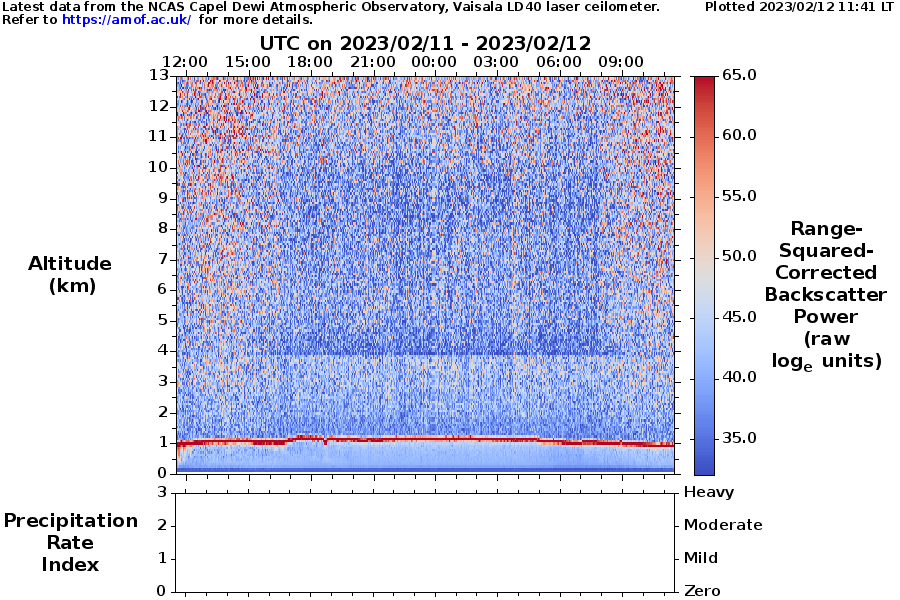 Latest data from the NCAS Capel Dewi Atmospheric Observatory, Vaisala LD40 laser ceilometer. Plotted 2023/02/12 11:41 LT
Refer to https://amof.ac.uk/ for more details.
UTC on 2023/02/11 - 2023/02/12
12:00 15:00 18:00 21:00 00:00 03:00 06:00 09:00
13
12
11
10
9
8
7
6
5
4
3
2
1
0
Altitude
(km)
65.0
60.0
55.0
50.0
45.0
40.0
35.0
Range-
Squared-
Corrected
Backscatter
Power
(raw
logₑ units)
Precipitation
Rate
Index
3
2
1
0
Heavy
Moderate
Mild
Zero